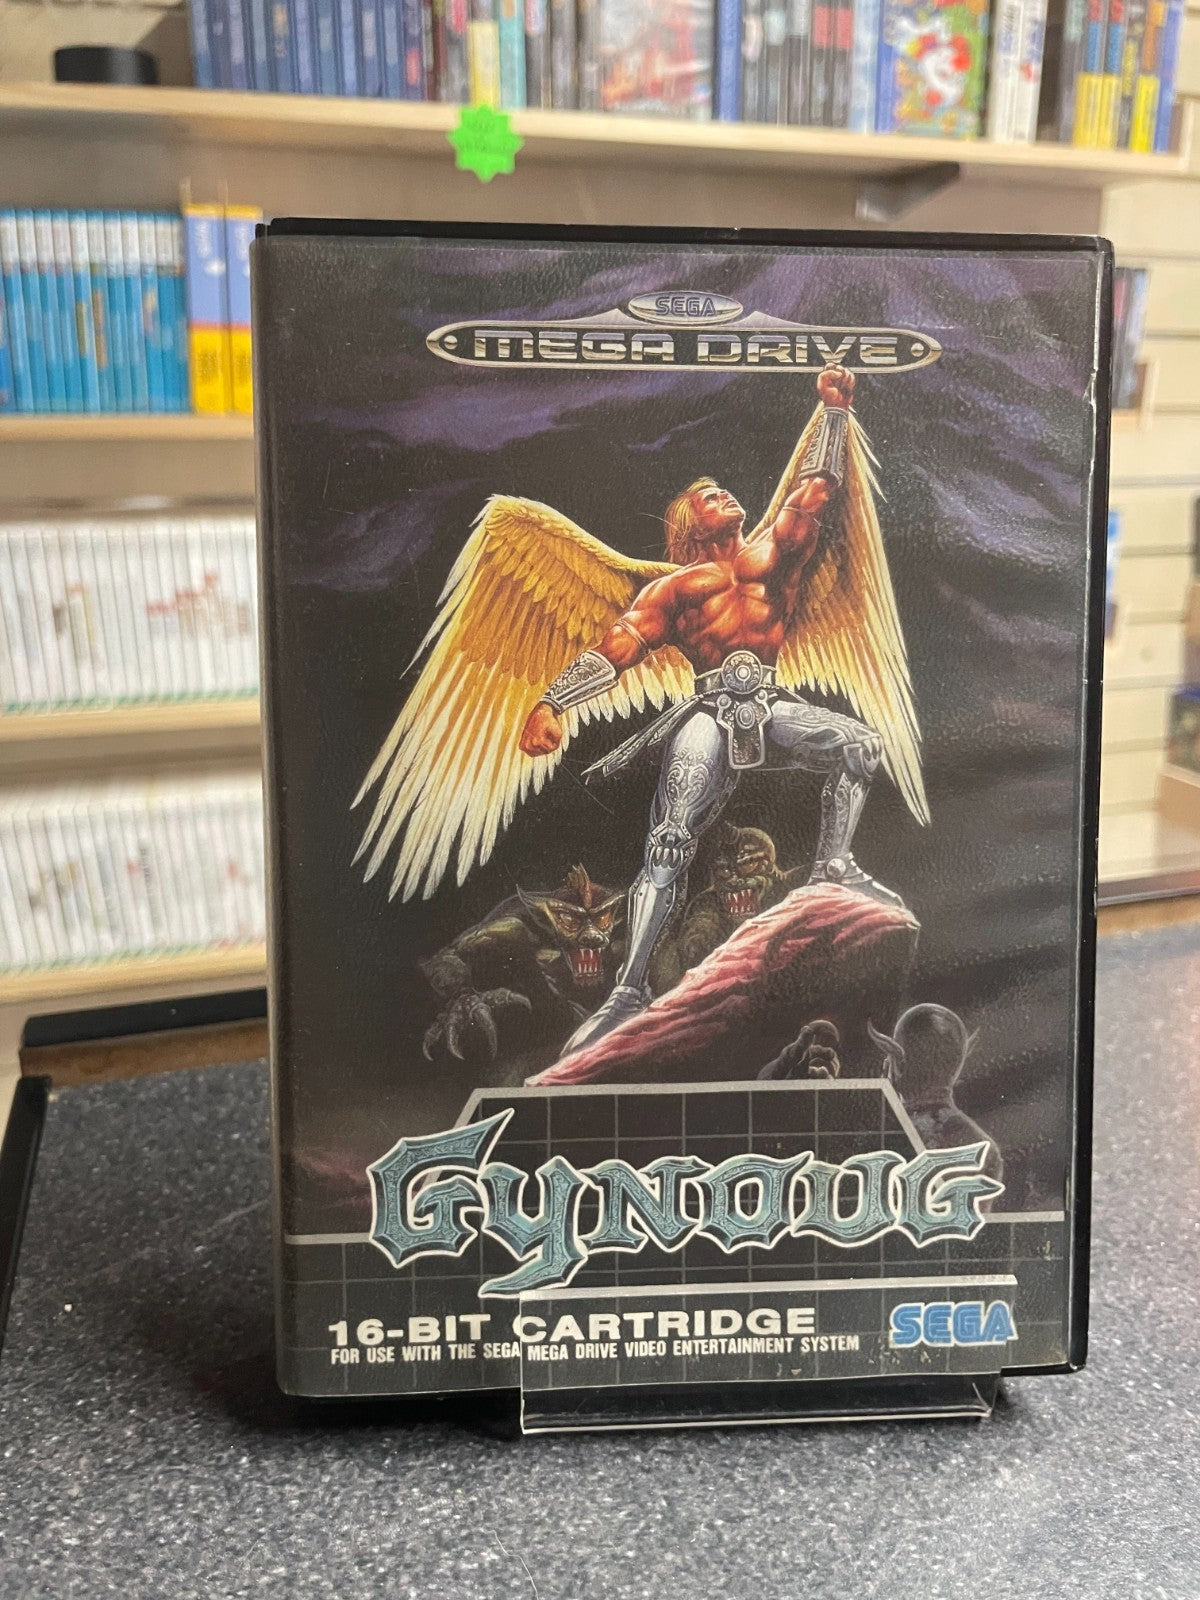 SEGA
MEGA DRIVE
GYNOUG
16-BIT CARTRIDGE
FOR USE WITH THE SEGA MEGA DRIVE VIDEO ENTERTAINMENT SYSTEM
SEGA